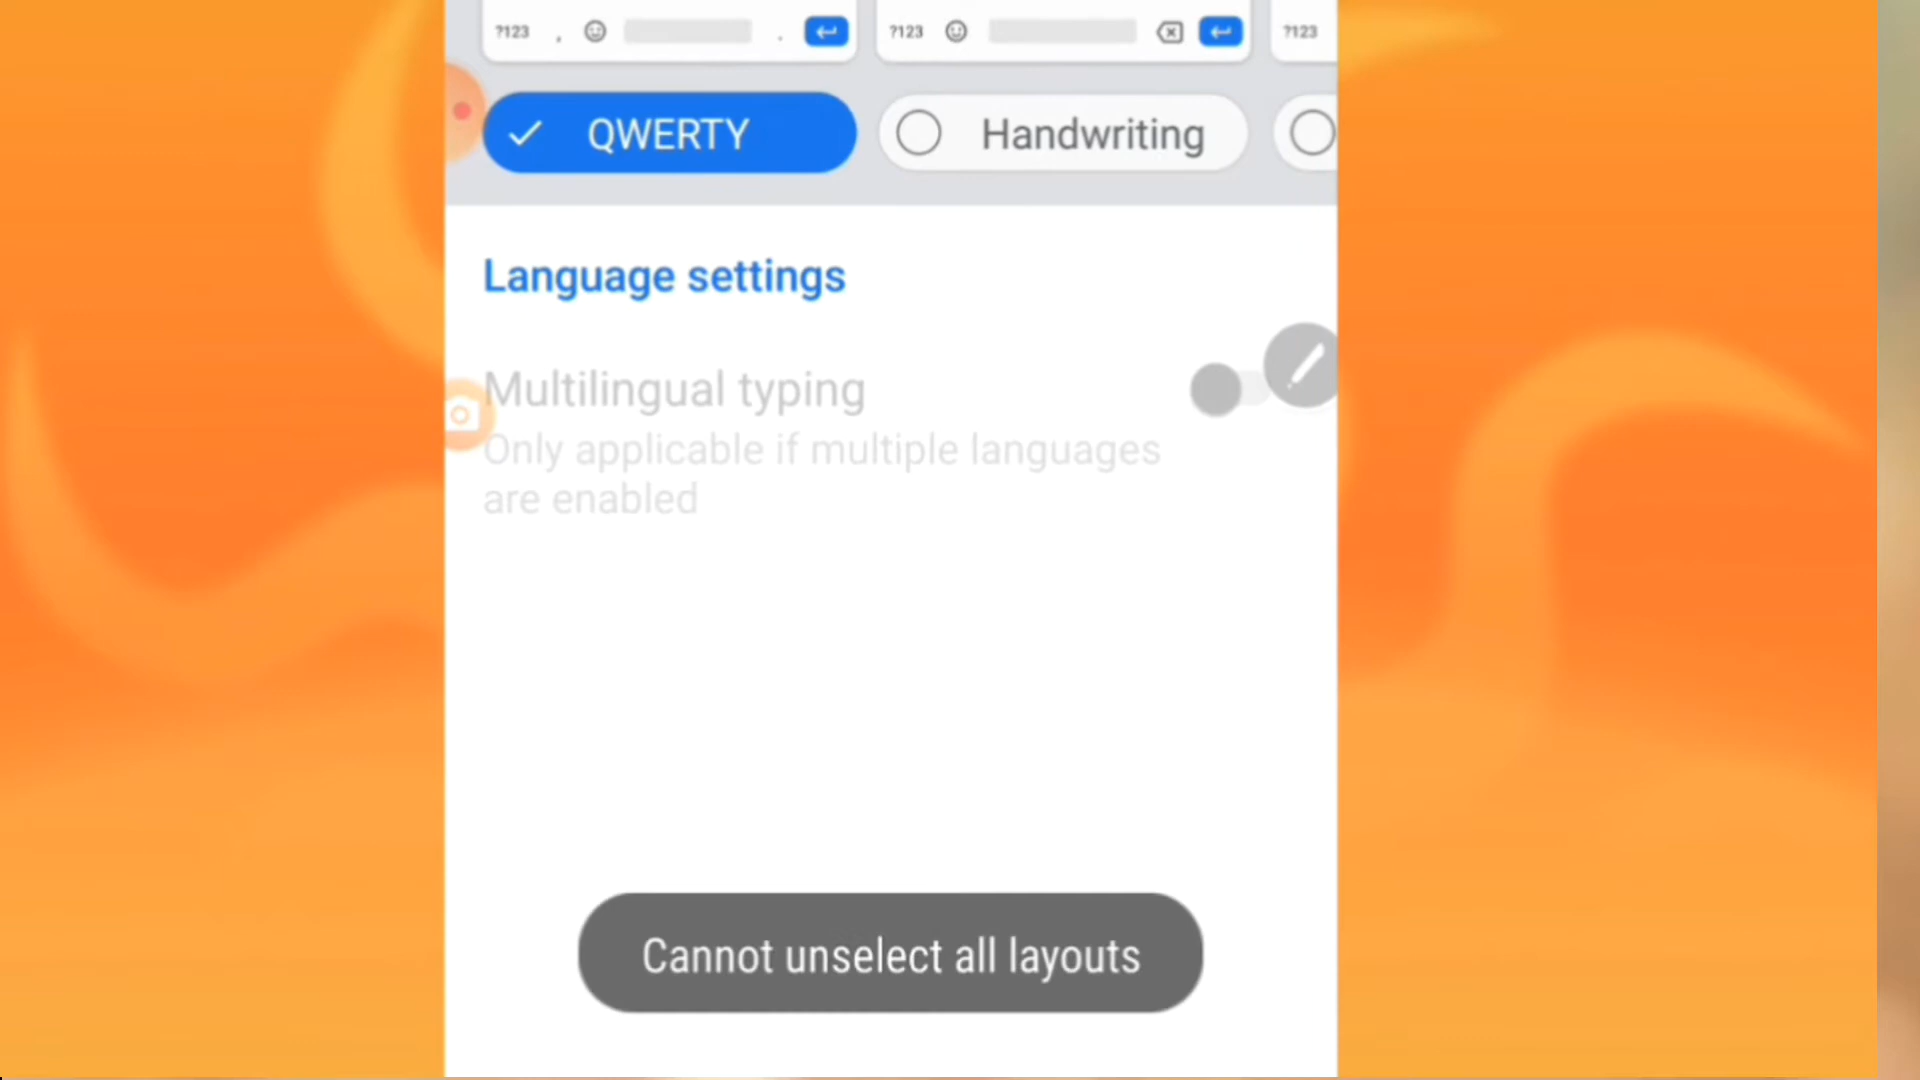 ?123 , . ?123 ?123
QWERTY Handwriting
Language settings
Multilingual typing
Only applicable if multiple languages
are enabled
Cannot unselect all layouts